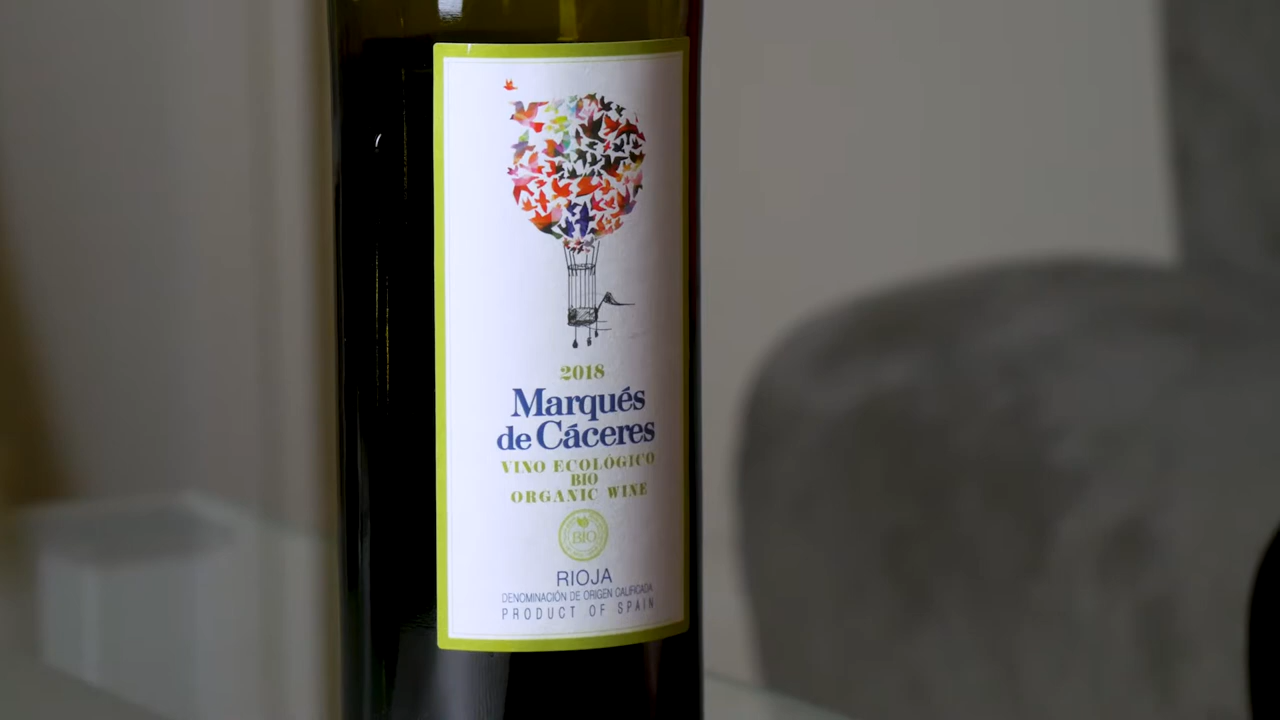 2018
Marqués
de Cáceres
VINO ECOLÓGICO
BIO
ORGANIC WINE
BIO
RIOJA
DENOMINACIÓN DE ORIGEN CALIFICADA
PRODUCT OF SPAIN